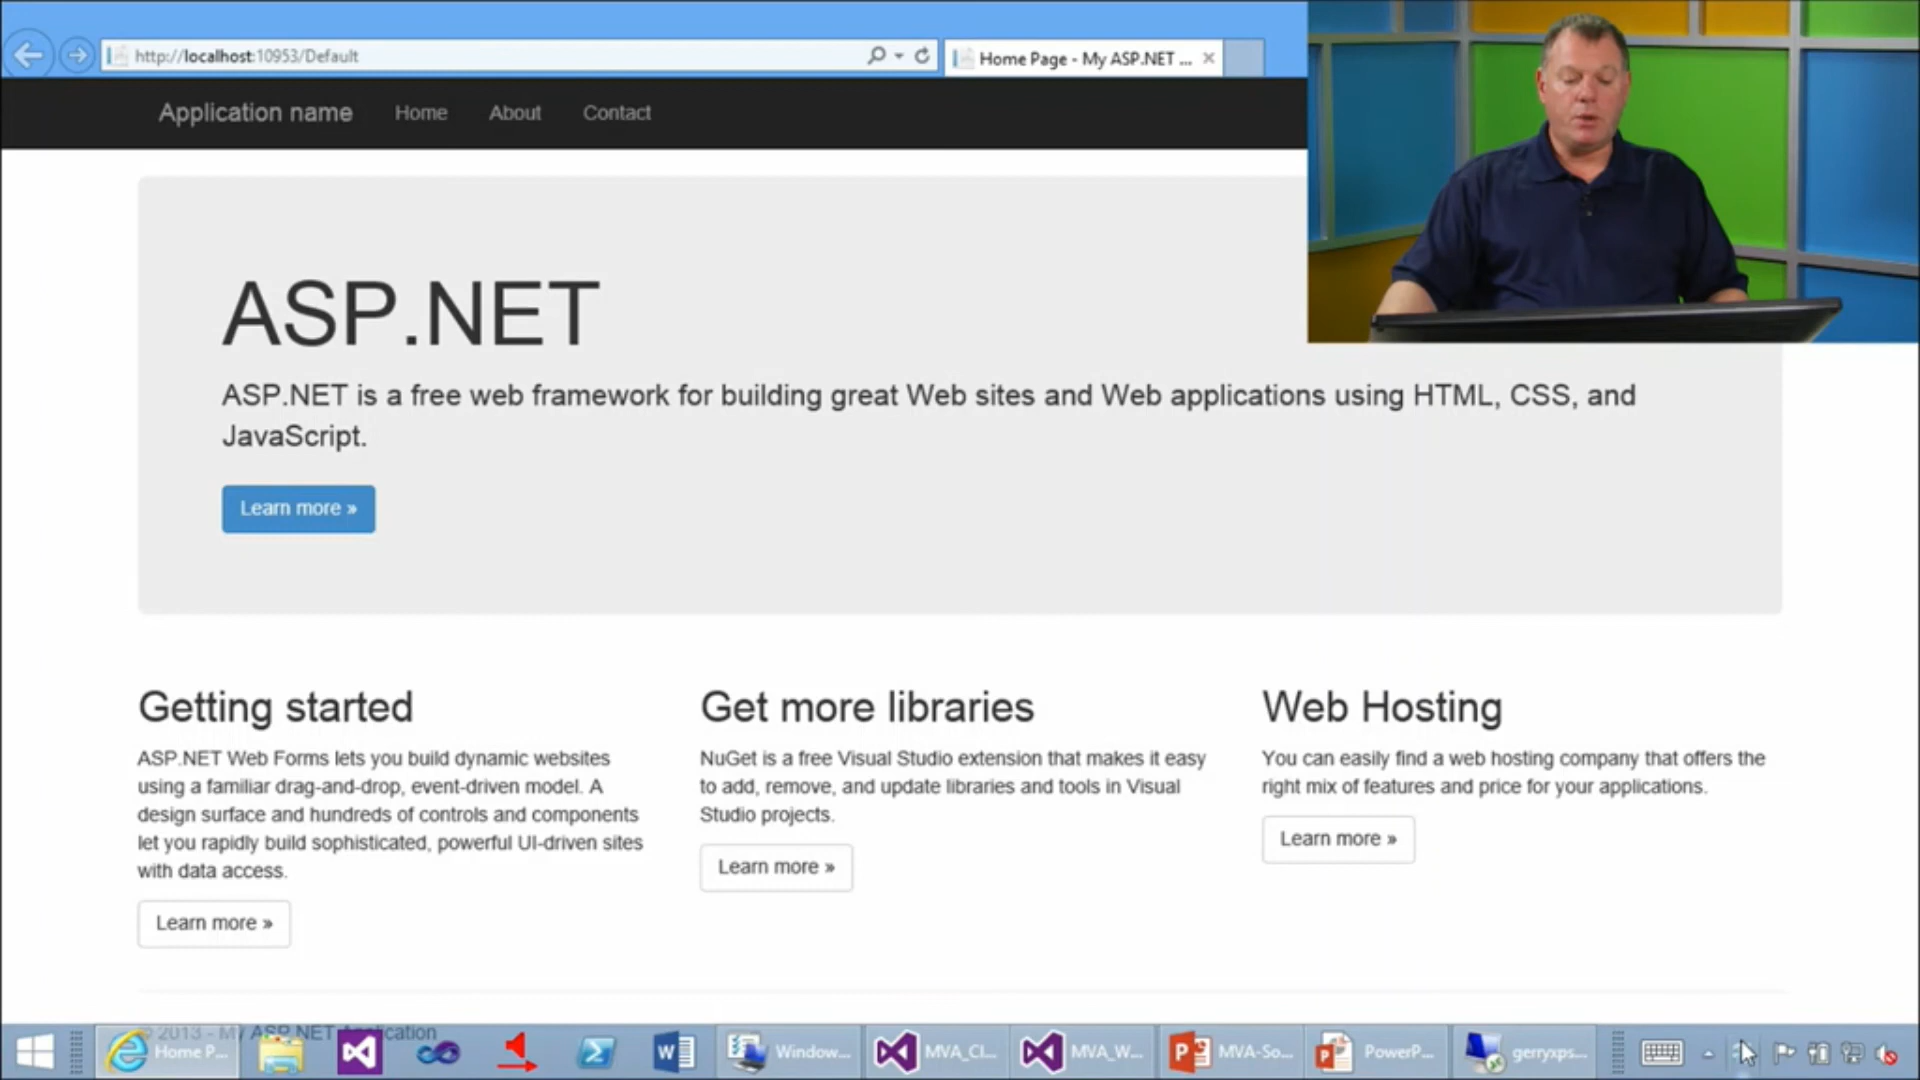 http://localhost:10953/Default
Home Page - My ASP.NET ...
Application name
Home
About
Contact
ASP.NET
ASP.NET is a free web framework for building great Web sites and Web applications using HTML, CSS, and
JavaScript.
Learn more »
Getting started
ASP.NET Web Forms lets you build dynamic websites
using a familiar drag-and-drop, event-driven model. A
design surface and hundreds of controls and components
let you rapidly build sophisticated, powerful UI-driven sites
with data access.
Learn more »
Get more libraries
NuGet is a free Visual Studio extension that makes it easy
to add, remove, and update libraries and tools in Visual
Studio projects.
Learn more »
Web Hosting
You can easily find a web hosting company that offers the
right mix of features and price for your applications.
Learn more »
© 2013 - My ASP.NET Application
Home P...
Window...
MVA_Cl...
MVA_W...
MVA-So...
PowerP...
gerryxps...